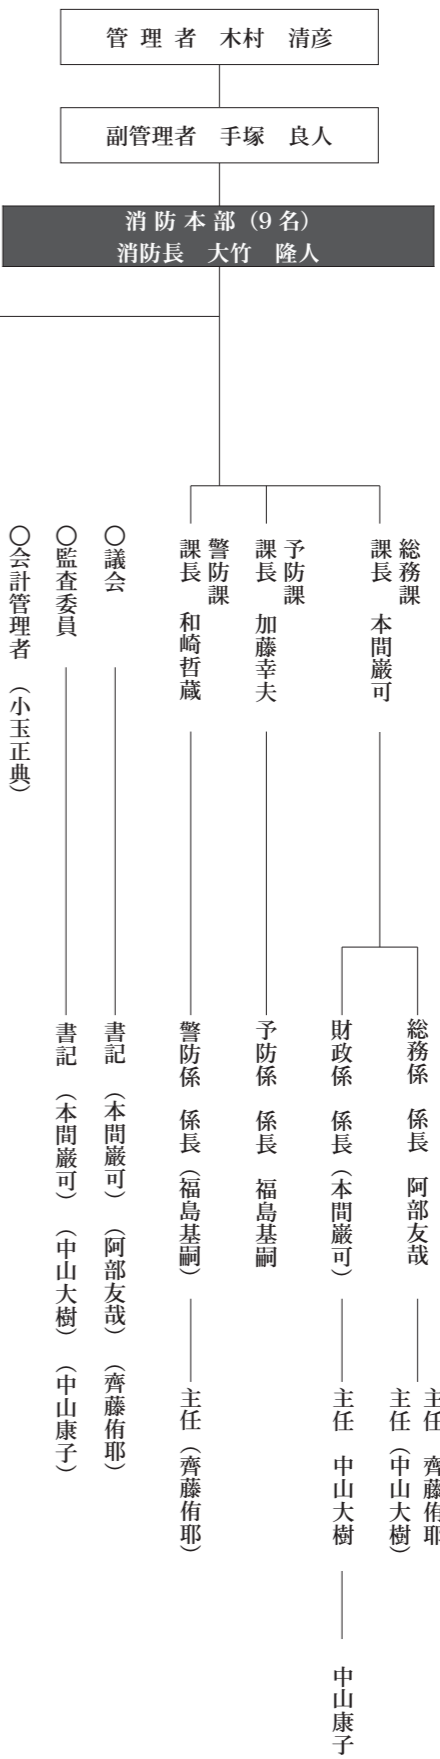 管理者　木村　清彦
副管理者　手塚　良人
消防本部（9名）
消防長　大竹　隆人
総務課
課長　本間巌可
総務係　係長　阿部友哉
主任　齊藤侑耶
主任（中山大樹）
財政係　係長（本間巌可）
主任　中山大樹
中山康子
予防課
課長　加藤幸夫
予防係　係長　福島基嗣
警防課
課長　和崎哲蔵
警防係　係長（福島基嗣）
主任（齊藤侑耶）
〇議会
書記　（本間巌可）　（阿部友哉）　（齊藤侑耶）
〇監査委員
書記　（本間巌可）　（中山大樹）　（中山康子）
〇会計管理者　（小玉正典）